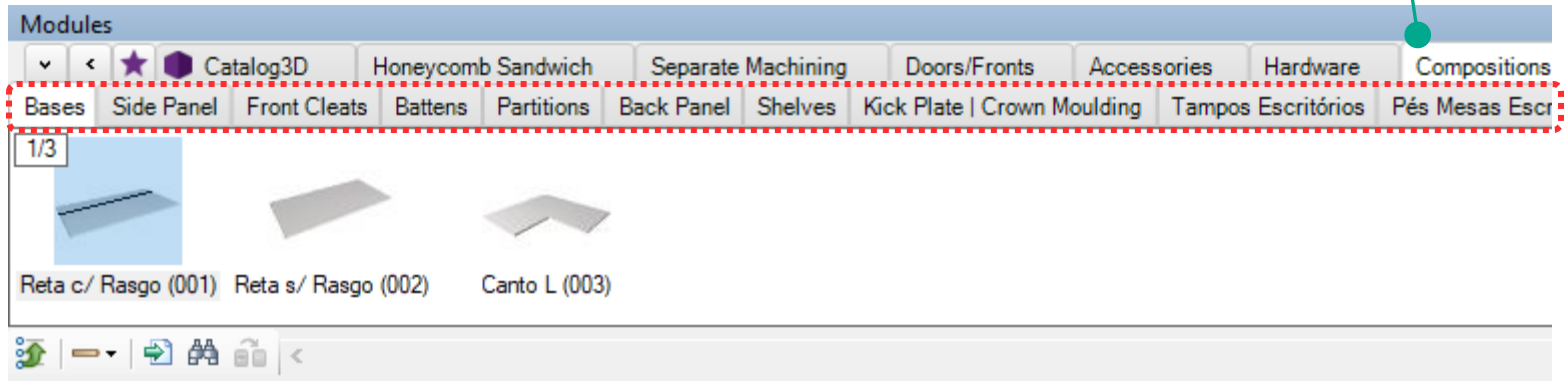 Modules
Catalog3D Honeycomb Sandwich Separate Machining Doors/Fronts Accessories Hardware Compositions
Bases Side Panel Front Cleats Battens Partitions Back Panel Shelves Kick Plate | Crown Moulding Tampos Escritórios Pés Mesas Escr
1/3
Reta c/ Rasgo (001) Reta s/ Rasgo (002) Canto L (003)